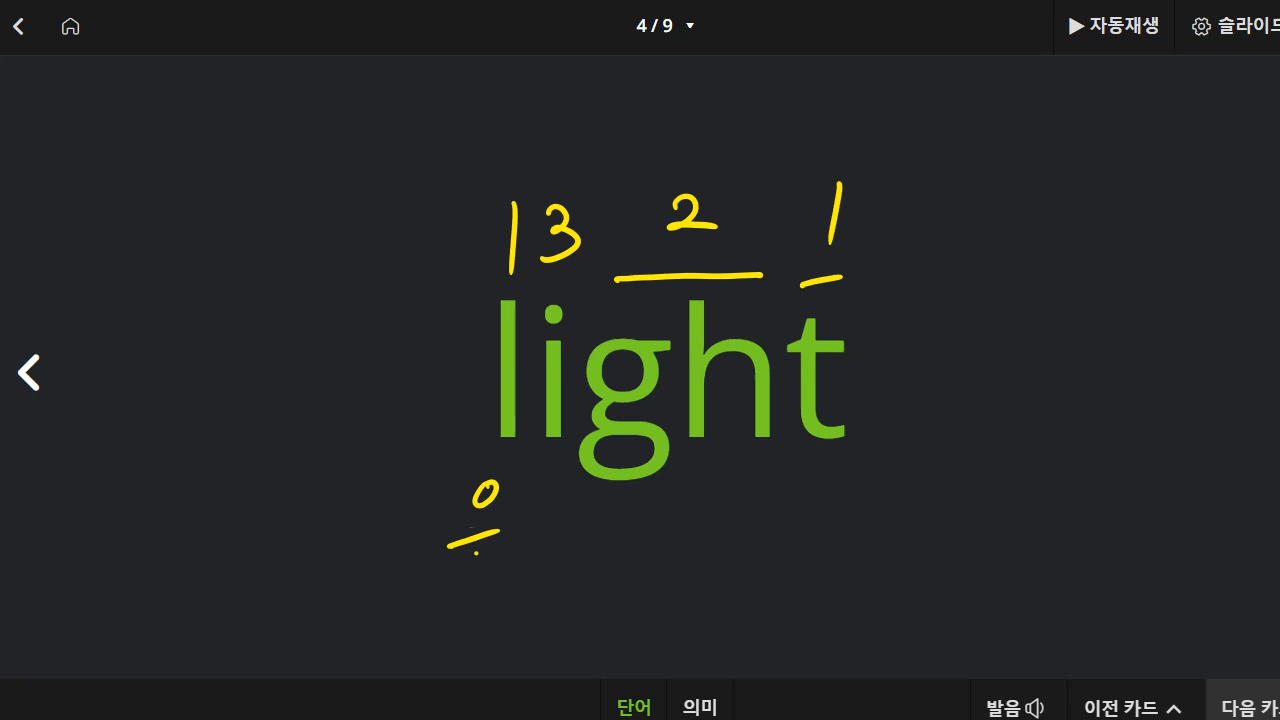 4 / 9 자동재생 슬라이드
13 2 1
light
0
단어 의미 발음 이전 카드 다음